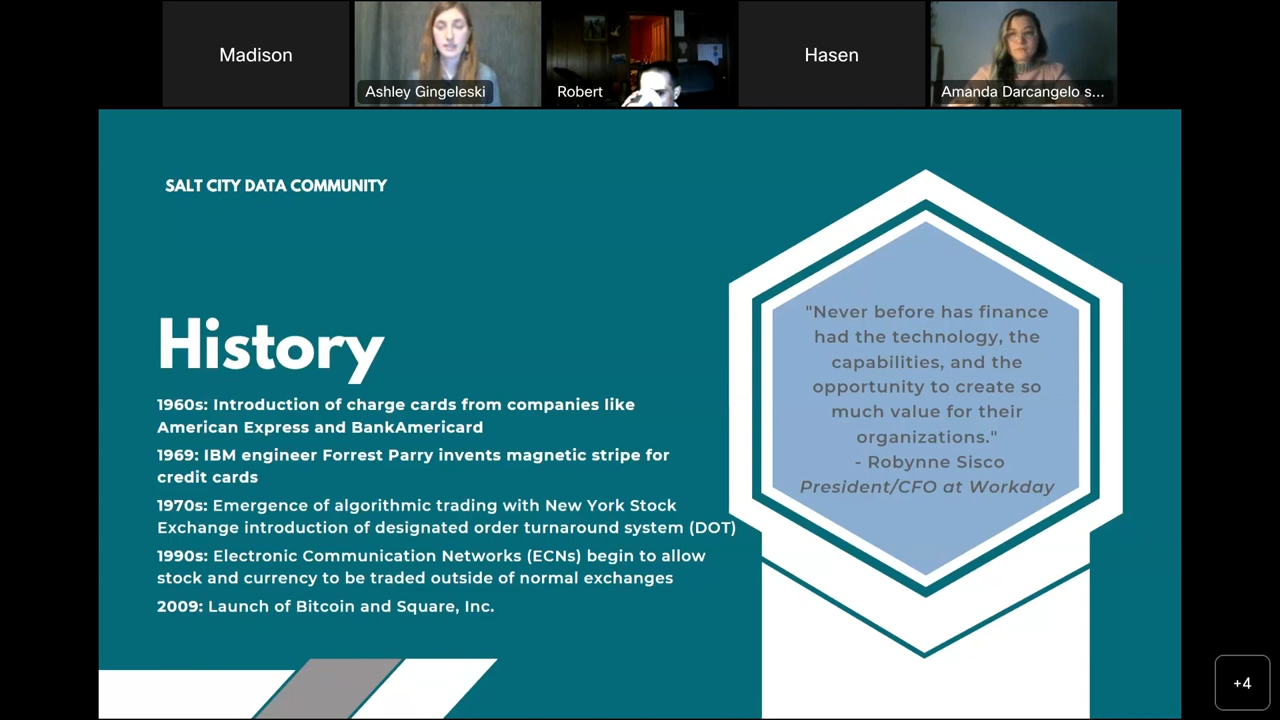 Madison
Ashley Gingeleski
Robert
Hasen
Amanda Darcangelo s...
SALT CITY DATA COMMUNITY
History
1960s: Introduction of charge cards from companies like
American Express and BankAmericard
1969: IBM engineer Forrest Parry invents magnetic stripe for
credit cards
1970s: Emergence of algorithmic trading with New York Stock
Exchange introduction of designated order turnaround system (DOT)
1990s: Electronic Communication Networks (ECNs) begin to allow
stock and currency to be traded outside of normal exchanges
2009: Launch of Bitcoin and Square, Inc.
"Never before has finance
had the technology, the
capabilities, and the
opportunity to create so
much value for their
organizations."
- Robynne Sisco
President/CFO at Workday
+4